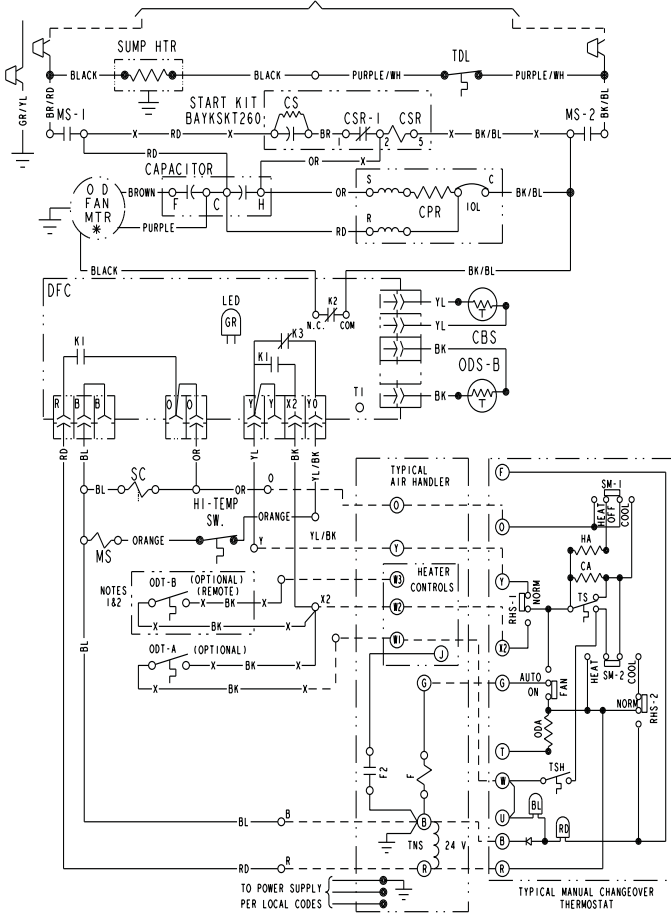 SUMP HTR
TDL
BLACK
BLACK
PURPLE/WH
PURPLE/WH
GR/YL
BR/RD
BK/BL
START KIT
BAYKSKT260
CS
CSR-1
CSR
MS-1
MS-2
X RD X BR 1 2 5 X BK/BL X
RD
OR X
CAPACITOR
O D
FAN
MTR
*
BROWN
F C H
OR
S C
CPR
IOL
BK/BL
PURPLE
RD
R
BLACK
BK/BL
DFC
LED
GR
K2
N.C. COM
YL
YL
CBS
K1
K3
K1
BK
ODS-B
BK
T1
R B B O O Y Y X2 YO
RD
BL
OR
YL
BK
YL/BK
SC
BL
OR
O
HI-TEMP
SW.
ORANGE
MS
ORANGE
Y
YL/BK
TYPICAL
AIR HANDLER
O
Y
HEATER
CONTROLS
W3
W2
W1
J
G
NOTES
1&2
ODT-B (OPTIONAL)
(REMOTE)
X BK X
X2
X BK X
ODT-A (OPTIONAL)
X BK X
X BK X
BL
F2
F
BL B
B
TNS 24 V
RD R
R
TO POWER SUPPLY
PER LOCAL CODES
F
SM-1
HEAT
OFF
COOL
O
HA
CA
Y
NORM
RHS-1
TS
X2
HEAT
COOL
SM-2
G
AUTO
ON
FAN
NORM
RHS-2
ODA
T
TSH
W
BL
U
RD
B
R
TYPICAL MANUAL CHANGEOVER
THERMOSTAT